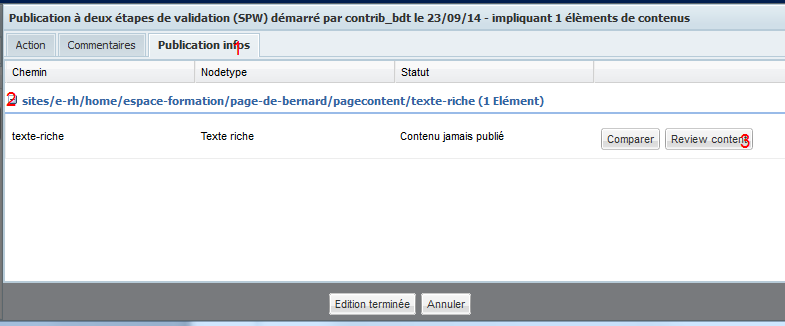 Publication à deux étapes de validation (SPW) démarré par contrib_bdt le 23/09/14 - impliquant 1 élèments de contenus
Action Commentaires Publication infos 1
Chemin Nodetype Statut
2 sites/e-rh/home/espace-formation/page-de-bernard/pagecontent/texte-riche (1 Elément)
texte-riche Texte riche Contenu jamais publié Comparer Review content 3
Edition terminée Annuler